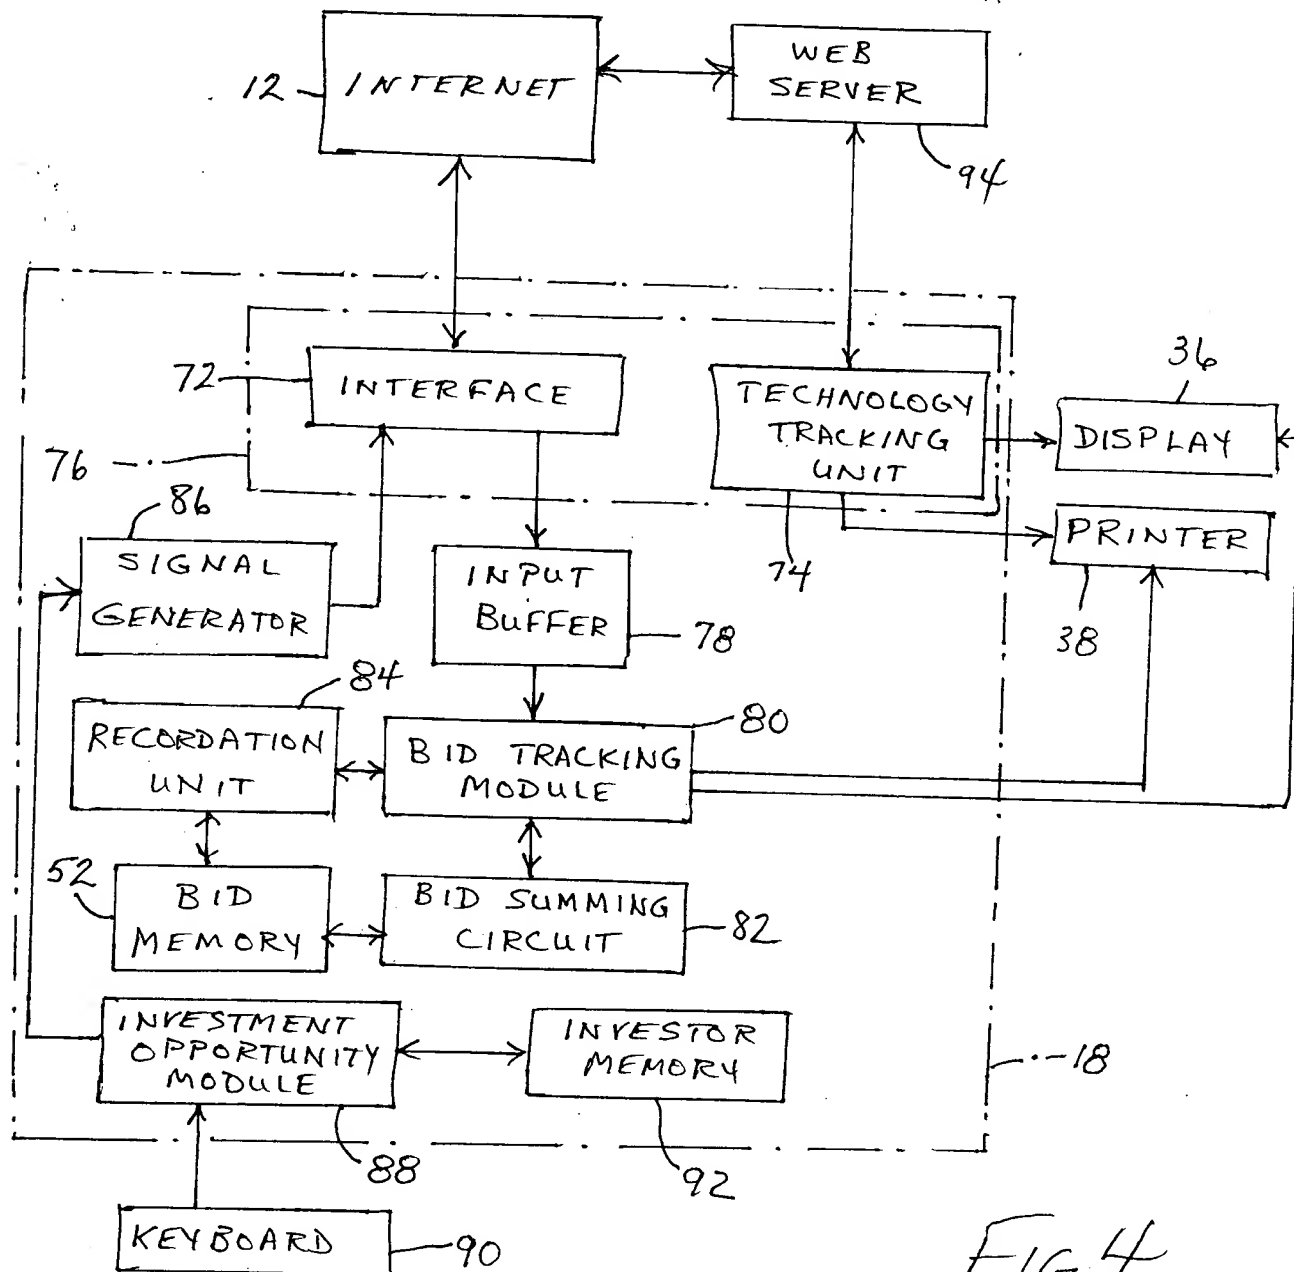 INTERNET
WEB
SERVER
12
94
INTERFACE
72
TECHNOLOGY
TRACKING
UNIT
36
DISPLAY
76
86
SIGNAL
GENERATOR
INPUT
BUFFER
78
74
PRINTER
38
84
RECORDATION
UNIT
80
BID TRACKING
MODULE
52
BID
MEMORY
BID SUMMING
CIRCUIT
82
INVESTMENT
OPPORTUNITY
MODULE
INVESTOR
MEMORY
18
88
92
KEYBOARD
90
FIG. 4